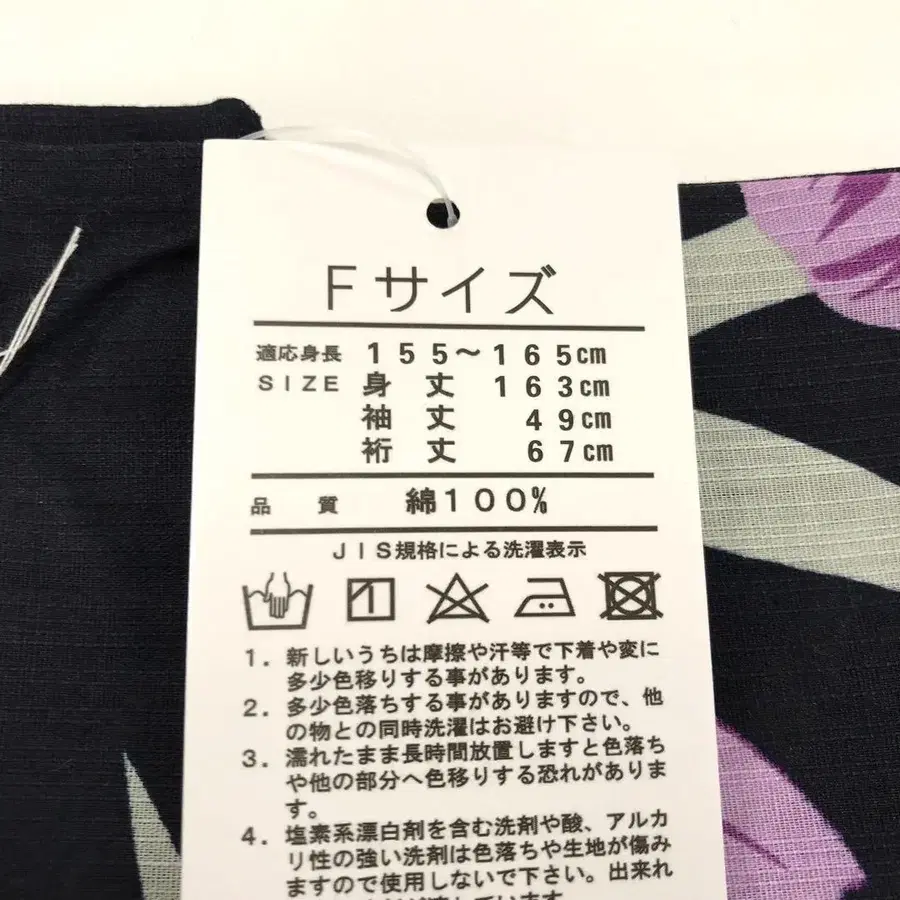 Fサイズ
適応身長 155〜165cm
SIZE 身丈 163cm
袖丈 49cm
裄丈 67cm
品質 綿100%
JIS規格による洗濯表示
1. 新しいうちは摩擦や汗等で下着や変に
多少色移りする事があります。
2. 多少色落ちする事がありますので、他
の物との同時洗濯はお避け下さい。
3. 濡れたまま長時間放置しますと色落ち
や他の部分へ色移りする恐れがありま
す。
4. 塩素系漂白剤を含む洗剤や酸、アルカ
リ性の強い洗剤は色落ちや生地が傷み
ますので使用しないで下さい。出来れ